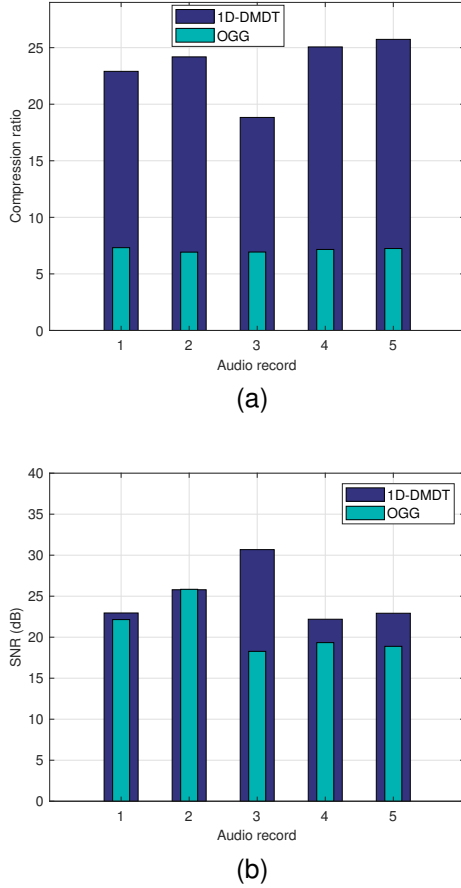 1D-DMDT
OGG
25
20
15
10
5
0
Compression ratio
1 2 3 4 5
Audio record
(a)
40
35
30
25
20
15
10
5
0
1D-DMDT
OGG
SNR (dB)
1 2 3 4 5
Audio record
(b)